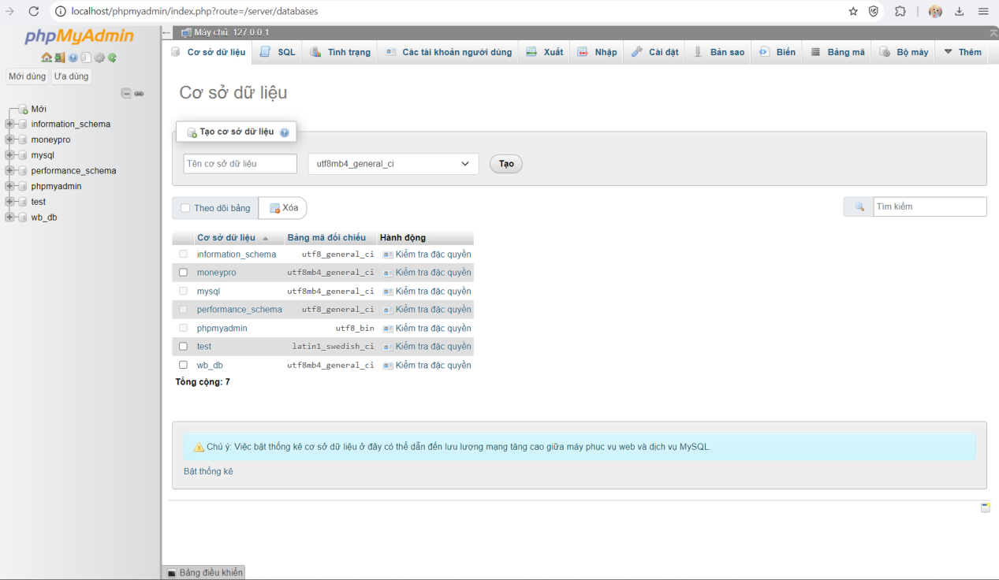 localhost/phpmyadmin/index.php?route=/server/databases
phpMyAdmin
Mới dùng Ưa dùng
Mới
information_schema
moneypro
mysql
performance_schema
phpmyadmin
test
wb_db
Máy chủ: 127.0.0.1
Cơ sở dữ liệu SQL Tình trạng Các tài khoản người dùng Xuất Nhập Cài đặt Bản sao Biến Bảng mã Bộ máy Thêm
Cơ sở dữ liệu
Tạo cơ sở dữ liệu
Tên cơ sở dữ liệu utf8mb4_general_ci Tạo
Theo dõi bảng Xóa Tìm kiếm
Cơ sở dữ liệu Bảng mã đối chiếu Hành động
information_schema utf8_general_ci Kiểm tra đặc quyền
moneypro utf8mb4_general_ci Kiểm tra đặc quyền
mysql utf8mb4_general_ci Kiểm tra đặc quyền
performance_schema utf8_general_ci Kiểm tra đặc quyền
phpmyadmin utf8_bin Kiểm tra đặc quyền
test latin1_swedish_ci Kiểm tra đặc quyền
wb_db utf8mb4_general_ci Kiểm tra đặc quyền
Tổng cộng: 7
Chú ý: Việc bật thống kê cơ sở dữ liệu ở đây có thể dẫn đến lưu lượng mạng tăng cao giữa máy phục vụ web và dịch vụ MySQL.
Bật thống kê
Bảng điều khiển